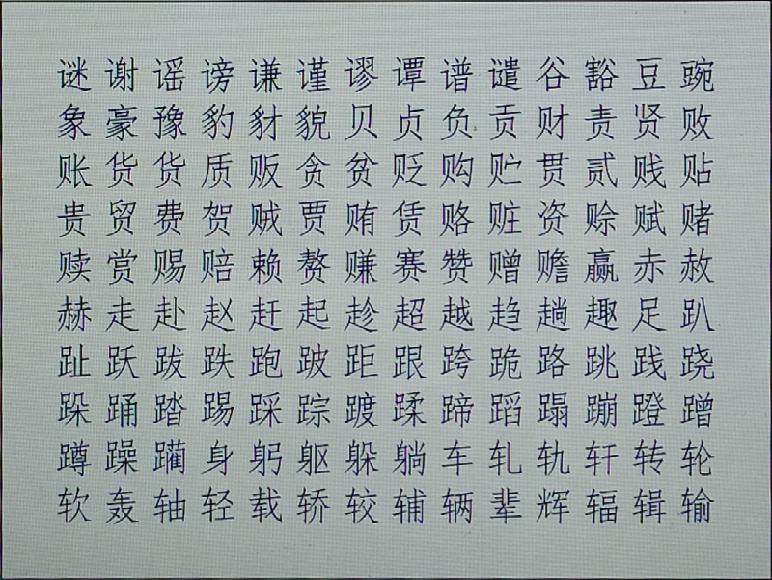 谜谢谣谤谦谨谬谭谱谴谷豁豆豌
象豪豫豹豺貌贝贞负贡财责贤败
账货货质贩贪贫贬购贮贯贰贱贴
贵贸费贺贼贾贿赁赂赃资赊赋赌
赎赏赐赔赖赘赚赛赞赠赡赢赤赦
赫走赴赵赶起趁超越趋趟趣足趴
趾跃跋跌跑跛距跟跨跪路跳践跷
跺踊踏踢踩踪踱蹂蹄蹈蹋蹦蹬蹭
蹲躁躏身躬躯躲躺车轧轨轩转轮
软轰轴轻载轿较辅辆辈辉辐辑输